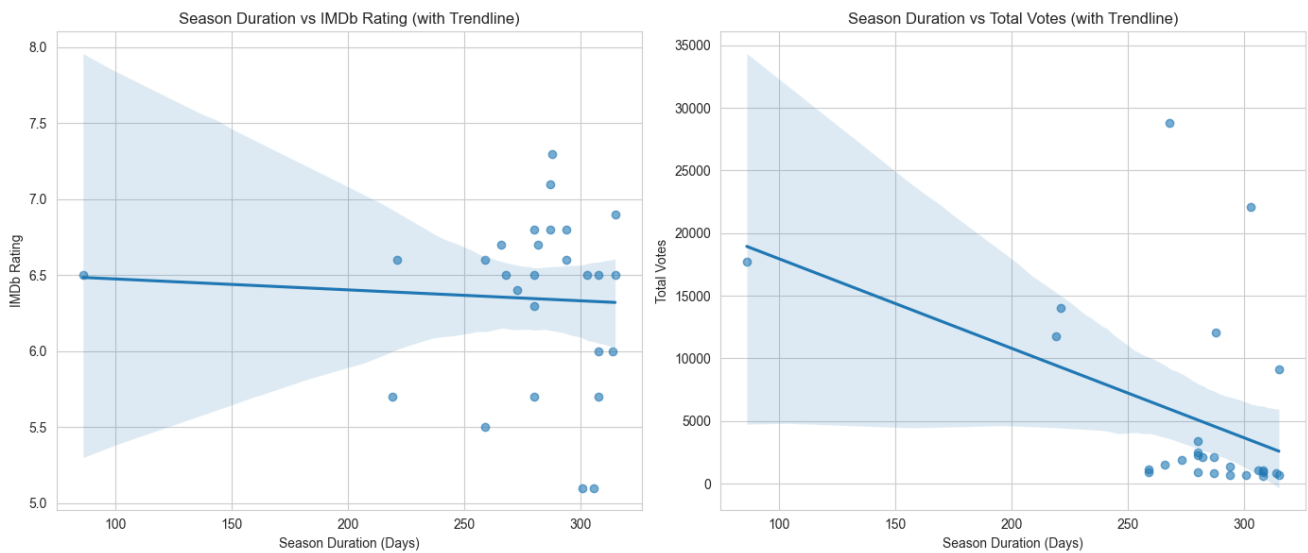 Season Duration vs IMDb Rating (with Trendline)
8.0
7.5
7.0
6.5
6.0
5.5
5.0
IMDb Rating
100 150 200 250 300
Season Duration (Days)
Season Duration vs Total Votes (with Trendline)
35000
30000
25000
20000
15000
10000
5000
0
Total Votes
100 150 200 250 300
Season Duration (Days)